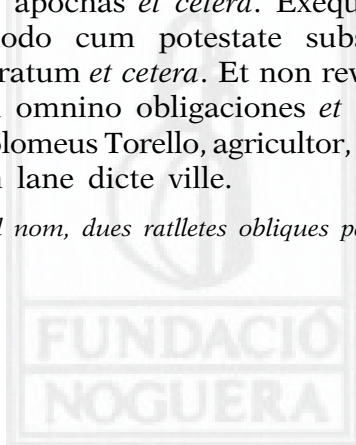 apochas et cetera. Exequ
odo cum potestate subs
ratum et cetera. Et non rev
omnino obligaciones et
olomeus Torello, agricultor,
lane dicte ville.
nom, dues ratlletes obliques p
FUNDACIÓ
NOGUERA